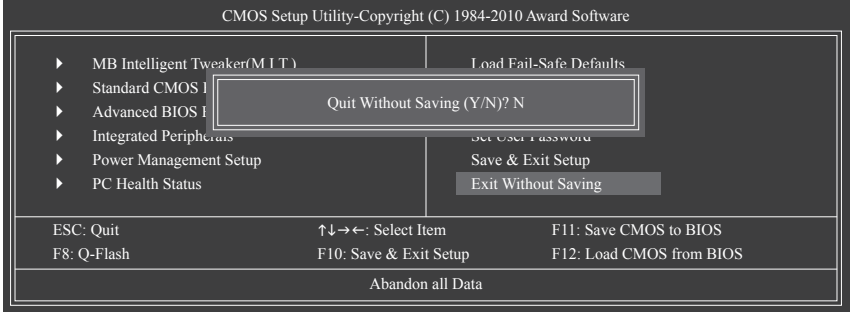 CMOS Setup Utility-Copyright (C) 1984-2010 Award Software
MB Intelligent Tweaker(M.I.T.)
Standard CMOS
Advanced BIOS
Integrated Peripherals
Power Management Setup
PC Health Status
Load Fail-Safe Defaults
Set User Password
Save & Exit Setup
Exit Without Saving
Quit Without Saving (Y/N)? N
ESC: Quit ↑↓→←: Select Item F11: Save CMOS to BIOS
F8: Q-Flash F10: Save & Exit Setup F12: Load CMOS from BIOS
Abandon all Data